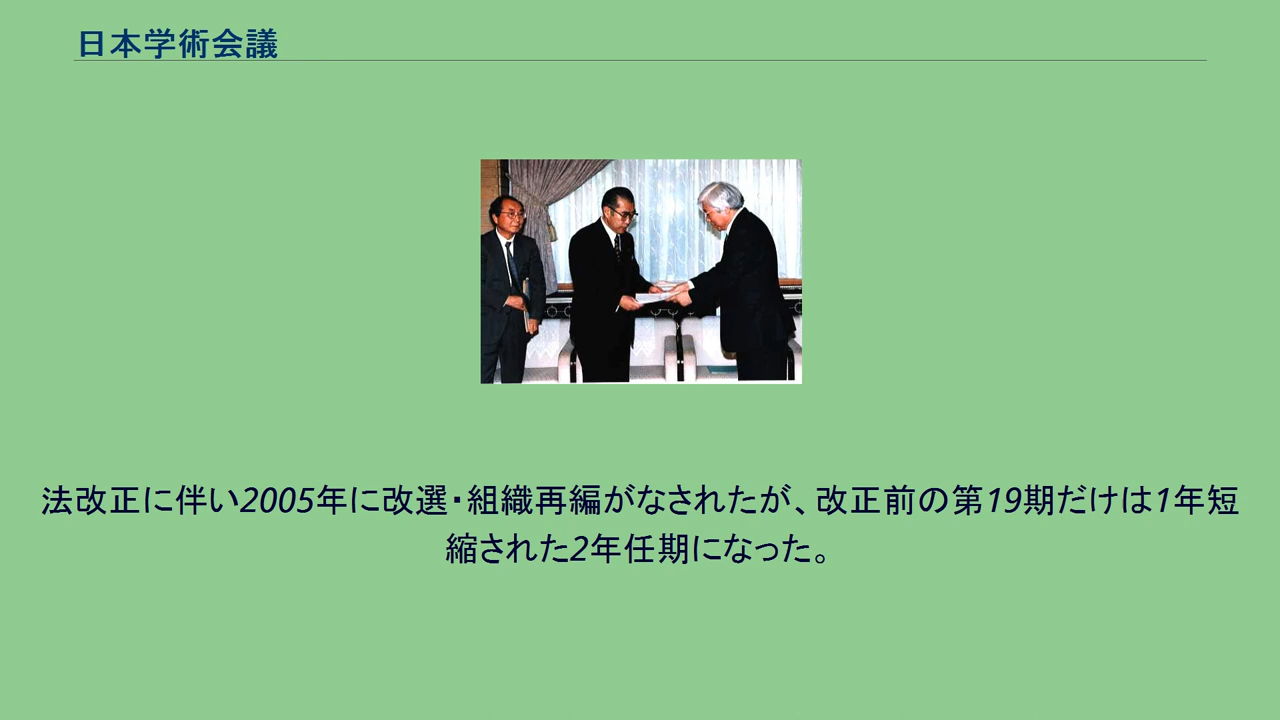 日本学術会議
法改正に伴い2005年に改選・組織再編がなされたが、改正前の第19期だけは1年短
縮された2年任期になった。